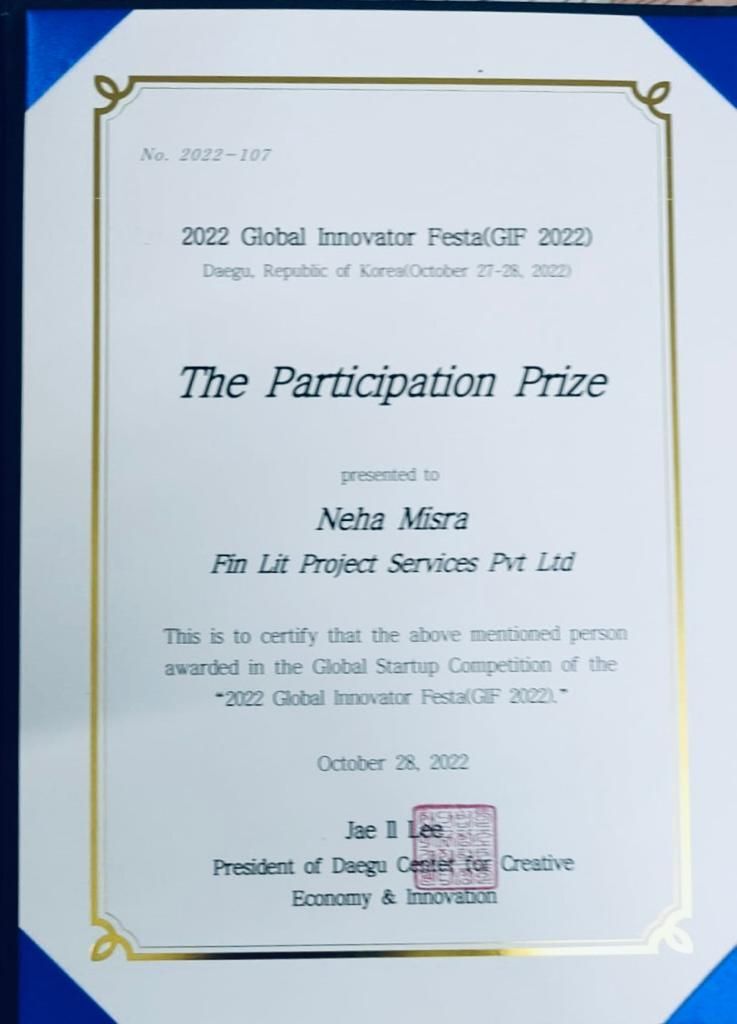 No. 2022-107
2022 Global Innovator Festa(GIF 2022)
Daegu, Republic of Korea(October 27-28, 2022)
The Participation Prize
presented to
Neha Misra
Fin Lit Project Services Pvt Ltd
This is to certify that the above mentioned person
awarded in the Global Startup Competition of the
"2022 Global Innovator Festa(GIF 2022)."
October 28, 2022
Jae Il Lee
President of Daegu Center for Creative
Economy & Innovation